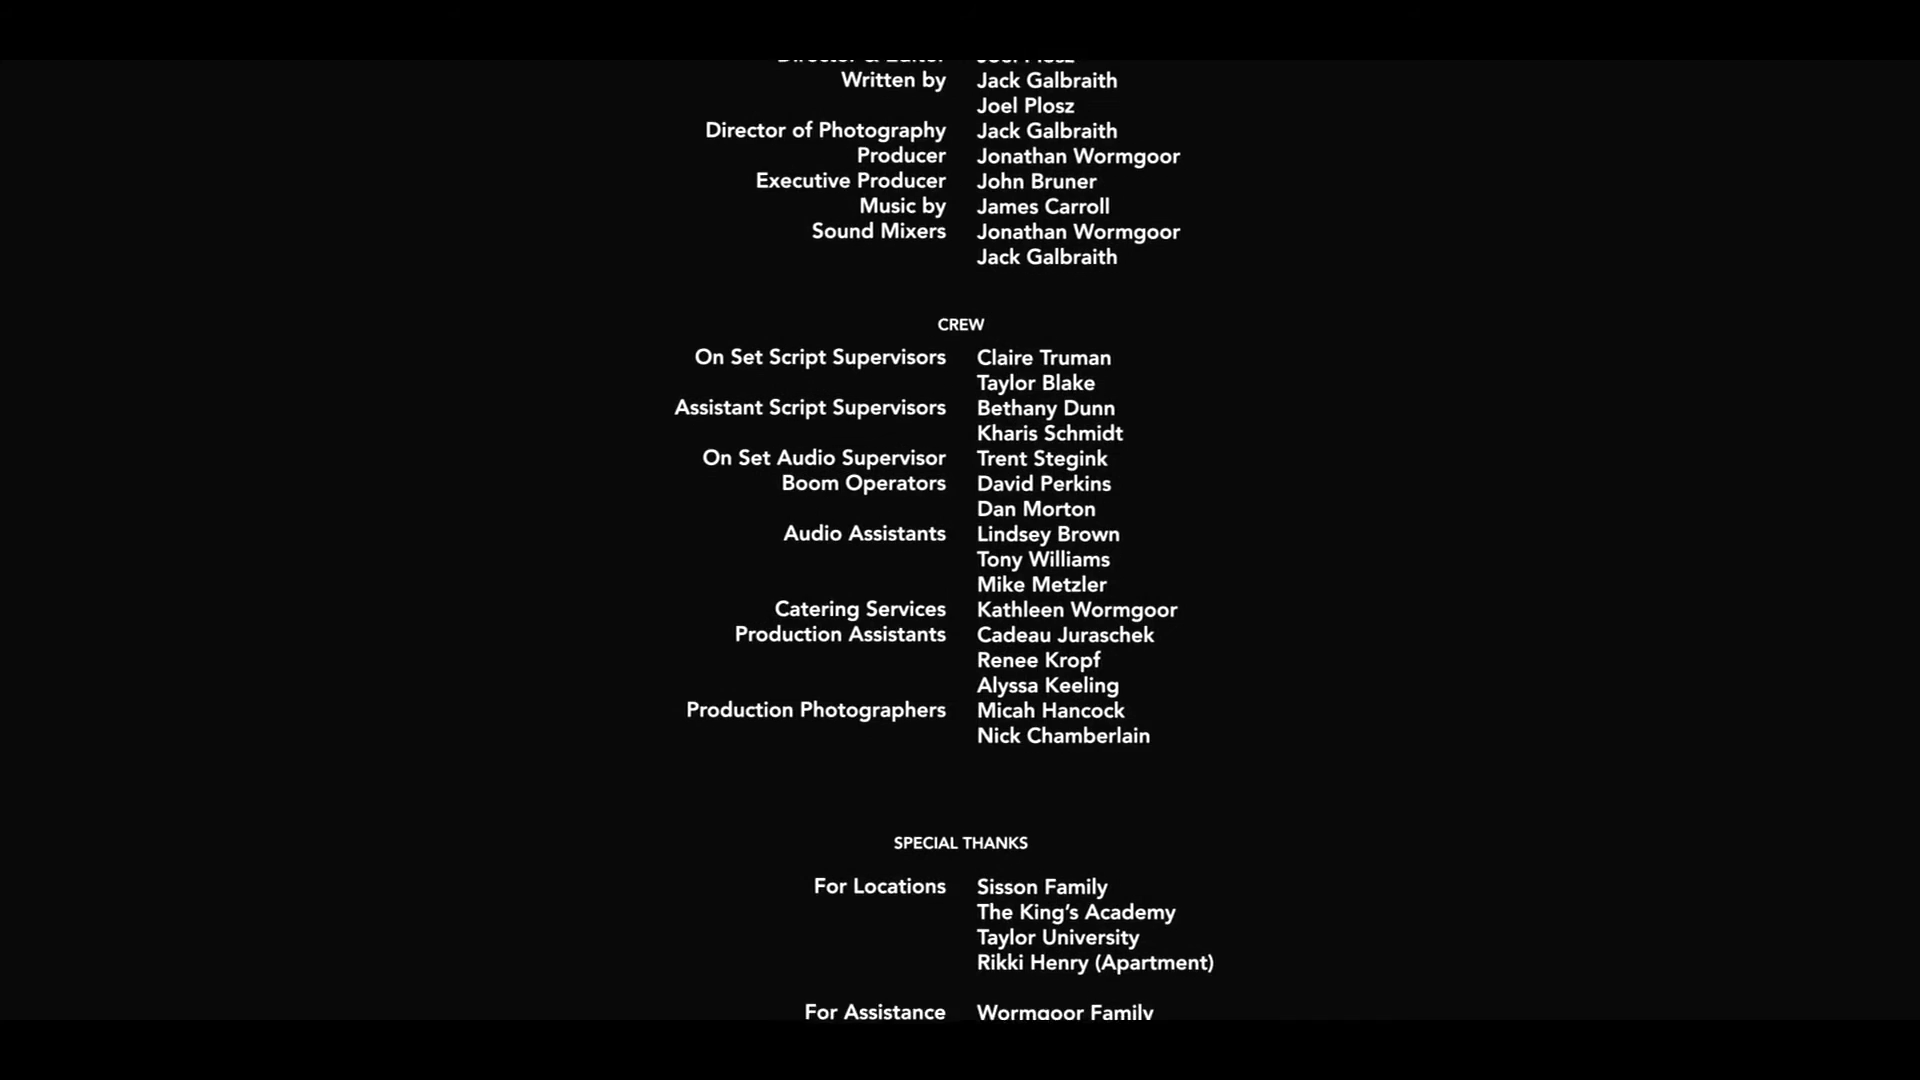 Director & Editor Joel Plosz
Written by Jack Galbraith
Joel Plosz
Director of Photography Jack Galbraith
Producer Jonathan Wormgoor
Executive Producer John Bruner
Music by James Carroll
Sound Mixers Jonathan Wormgoor
Jack Galbraith
CREW
On Set Script Supervisors Claire Truman
Taylor Blake
Assistant Script Supervisors Bethany Dunn
Kharis Schmidt
On Set Audio Supervisor Trent Stegink
Boom Operators David Perkins
Dan Morton
Audio Assistants Lindsey Brown
Tony Williams
Mike Metzler
Catering Services Kathleen Wormgoor
Production Assistants Cadeau Juraschek
Renee Kropf
Alyssa Keeling
Production Photographers Micah Hancock
Nick Chamberlain
SPECIAL THANKS
For Locations Sisson Family
The King's Academy
Taylor University
Rikki Henry (Apartment)
For Assistance Wormgoor Family